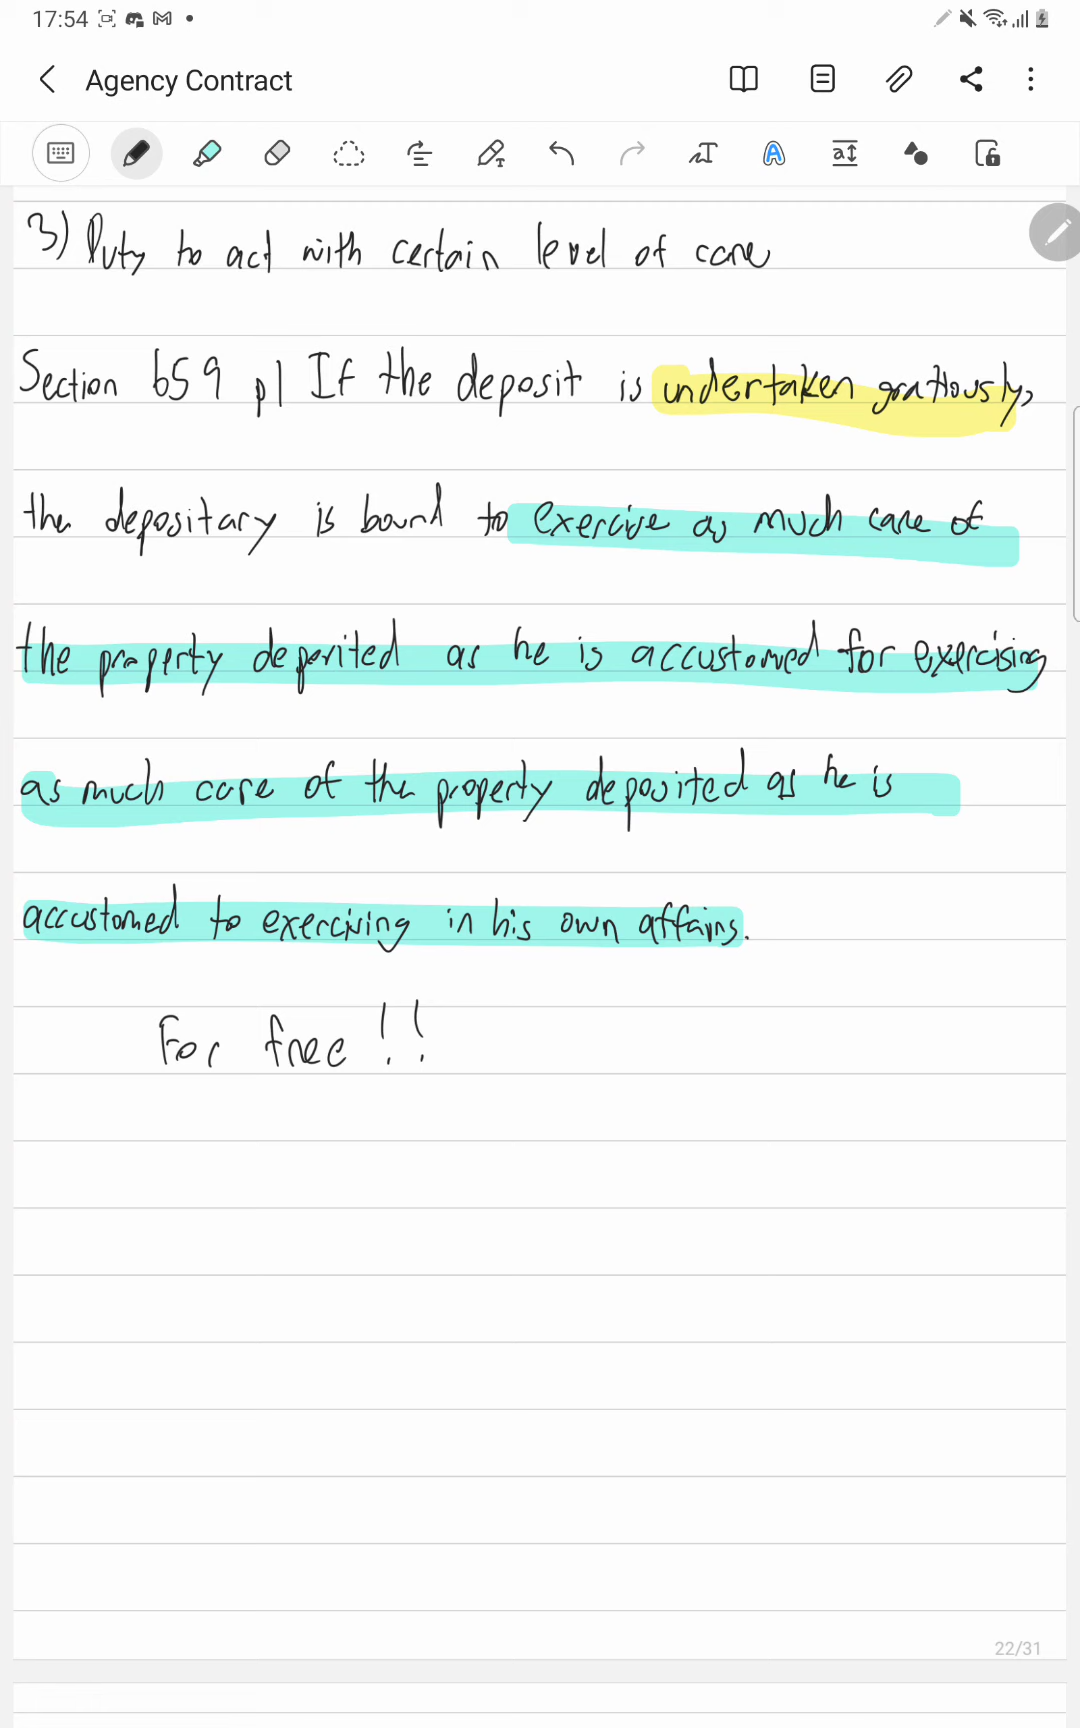 17:54
Agency Contract
3) Duty to act with certain level of care
Section 659 p1 If the deposit is undertaken gratiously,
the depositary is bound to exercise as much care of
the property deposited as he is accustomed for exercising
as much care of the property deposited as he is
accustomed to exercising in his own affairs.
For free!!
22/31